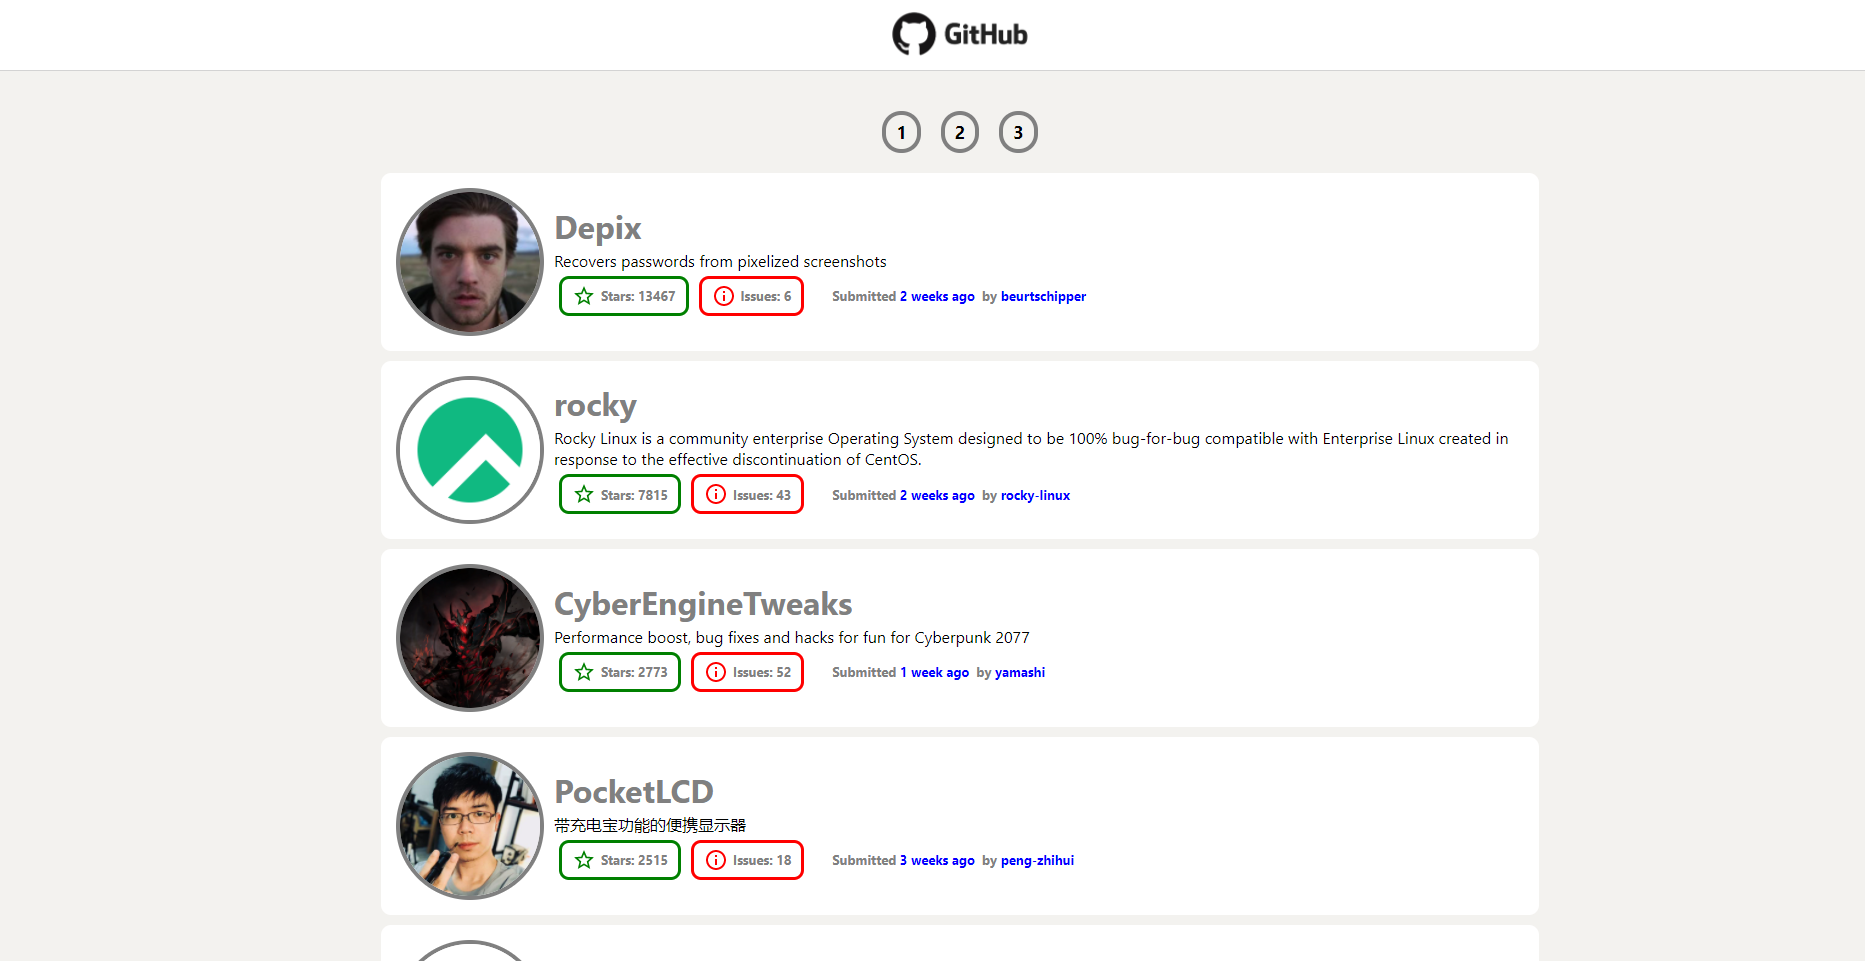 GitHub
1 2 3
Depix
Recovers passwords from pixelized screenshots
Stars: 13467 Issues: 6 Submitted 2 weeks ago by beurtschipper
rocky
Rocky Linux is a community enterprise Operating System designed to be 100% bug-for-bug compatible with Enterprise Linux created in
response to the effective discontinuation of CentOS.
Stars: 7815 Issues: 43 Submitted 2 weeks ago by rocky-linux
CyberEngineTweaks
Performance boost, bug fixes and hacks for fun for Cyberpunk 2077
Stars: 2773 Issues: 52 Submitted 1 week ago by yamashi
PocketLCD
带充电宝功能的便携显示器
Stars: 2515 Issues: 18 Submitted 3 weeks ago by peng-zhihui